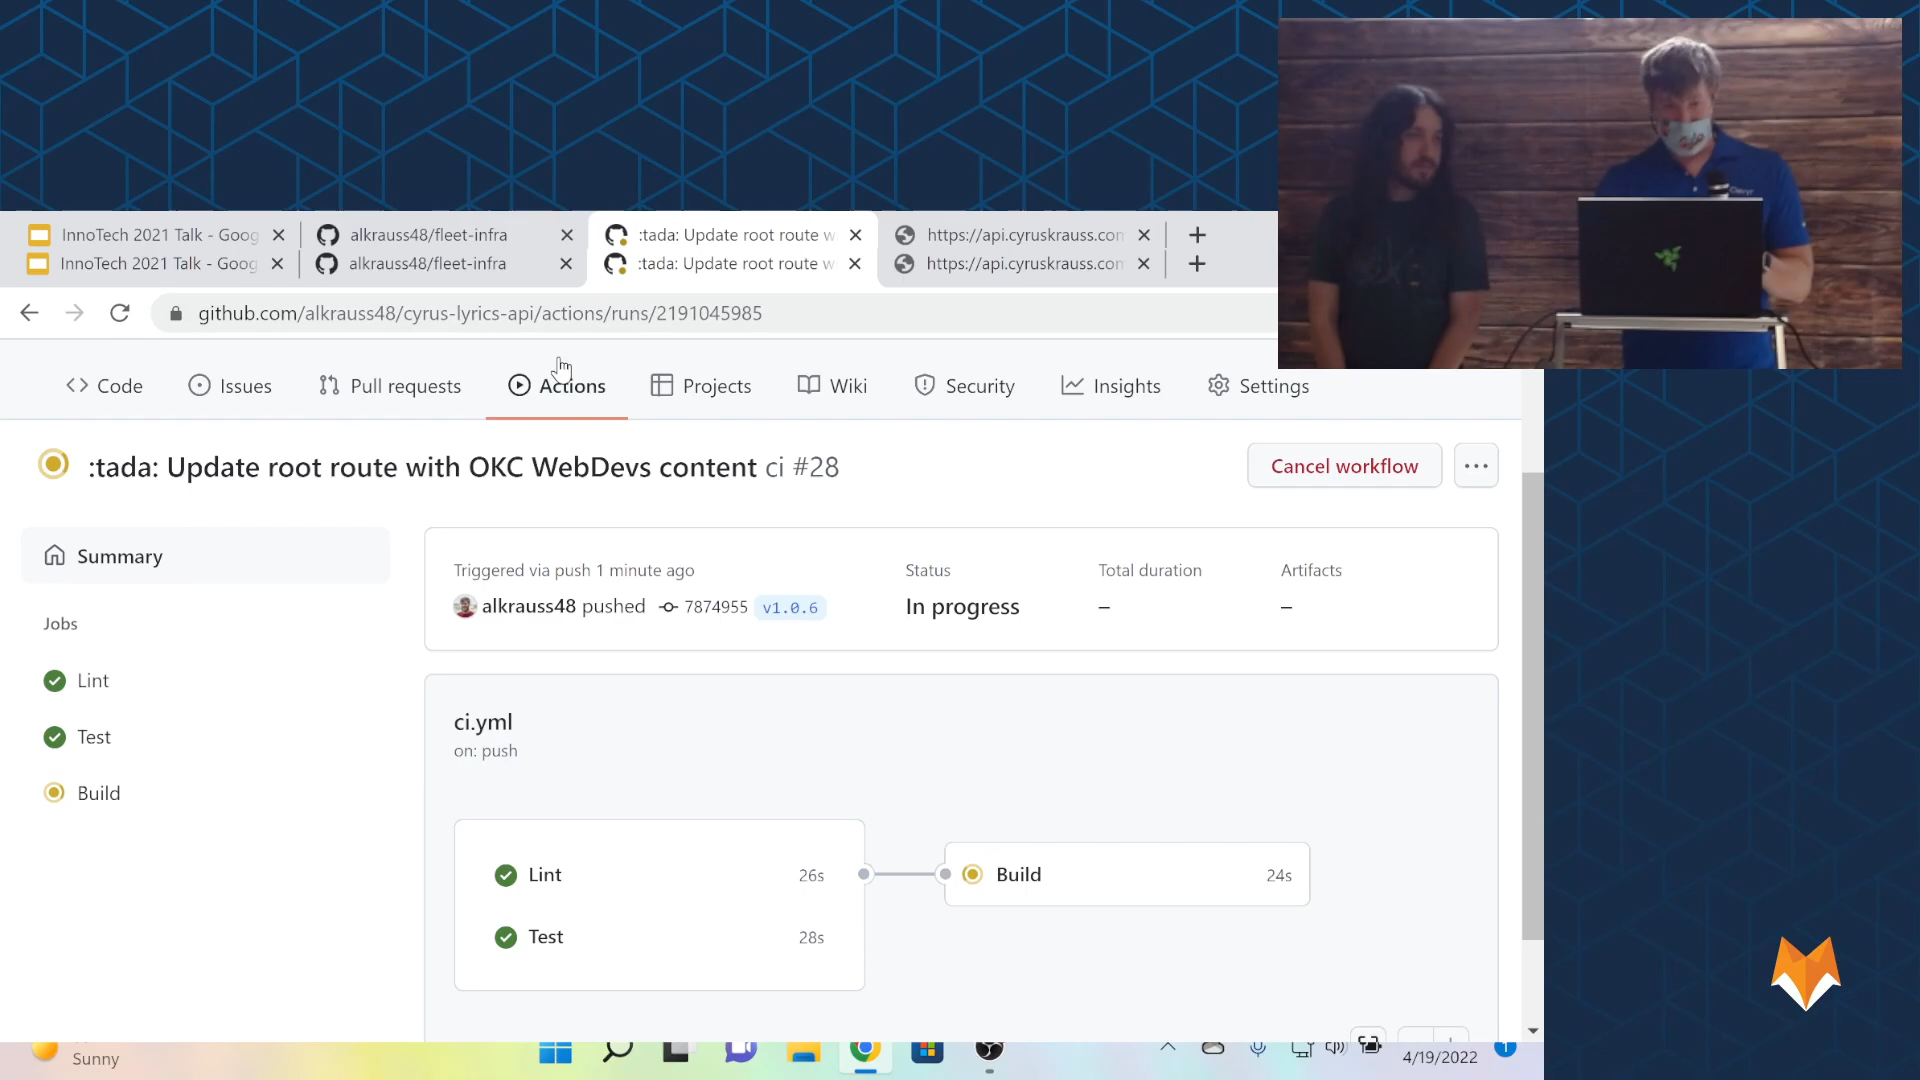 InnoTech 2021 Talk - Goog
alkrauss48/fleet-infra
:tada: Update root route w
https://api.cyruskrauss.com
InnoTech 2021 Talk - Goog
alkrauss48/fleet-infra
:tada: Update root route w
https://api.cyruskrauss.com
github.com/alkrauss48/cyrus-lyrics-api/actions/runs/2191045985
Code
Issues
Pull requests
Actions
Projects
Wiki
Security
Insights
Settings
:tada: Update root route with OKC WebDevs content ci #28
Cancel workflow
Summary
Jobs
Lint
Test
Build
Triggered via push 1 minute ago
alkrauss48 pushed 7874955 v1.0.6
Status
In progress
Total duration
–
Artifacts
–
ci.yml
on: push
Lint 26s
Test 28s
Build 24s
Sunny
4/19/2022
1